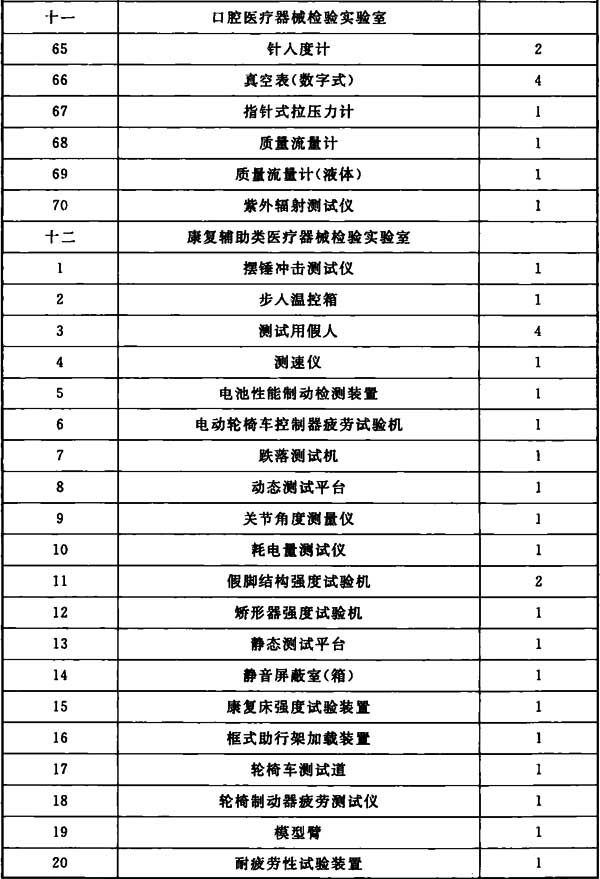 十一 口腔医疗器械检验实验室
65 针入度计 2
66 真空表(数字式) 4
67 指针式拉压力计 1
68 质量流量计 1
69 质量流量计(液体) 1
70 紫外辐射测试仪 1
十二 康复辅助类医疗器械检验实验室
1 摆锤冲击测试仪 1
2 步入温控箱 1
3 测试用假人 4
4 测速仪 1
5 电池性能制动检测装置 1
6 电动轮椅车控制器疲劳试验机 1
7 跌落测试机 1
8 动态测试平台 1
9 关节角度测量仪 1
10 耗电量测试仪 1
11 假脚结构强度试验机 2
12 矫形器强度试验机 1
13 静态测试平台 1
14 静音屏蔽室(箱) 1
15 康复床强度试验装置 1
16 框式助行架加载装置 1
17 轮椅车测试道 1
18 轮椅制动器疲劳测试仪 1
19 模型臂 1
20 耐疲劳性试验装置 1